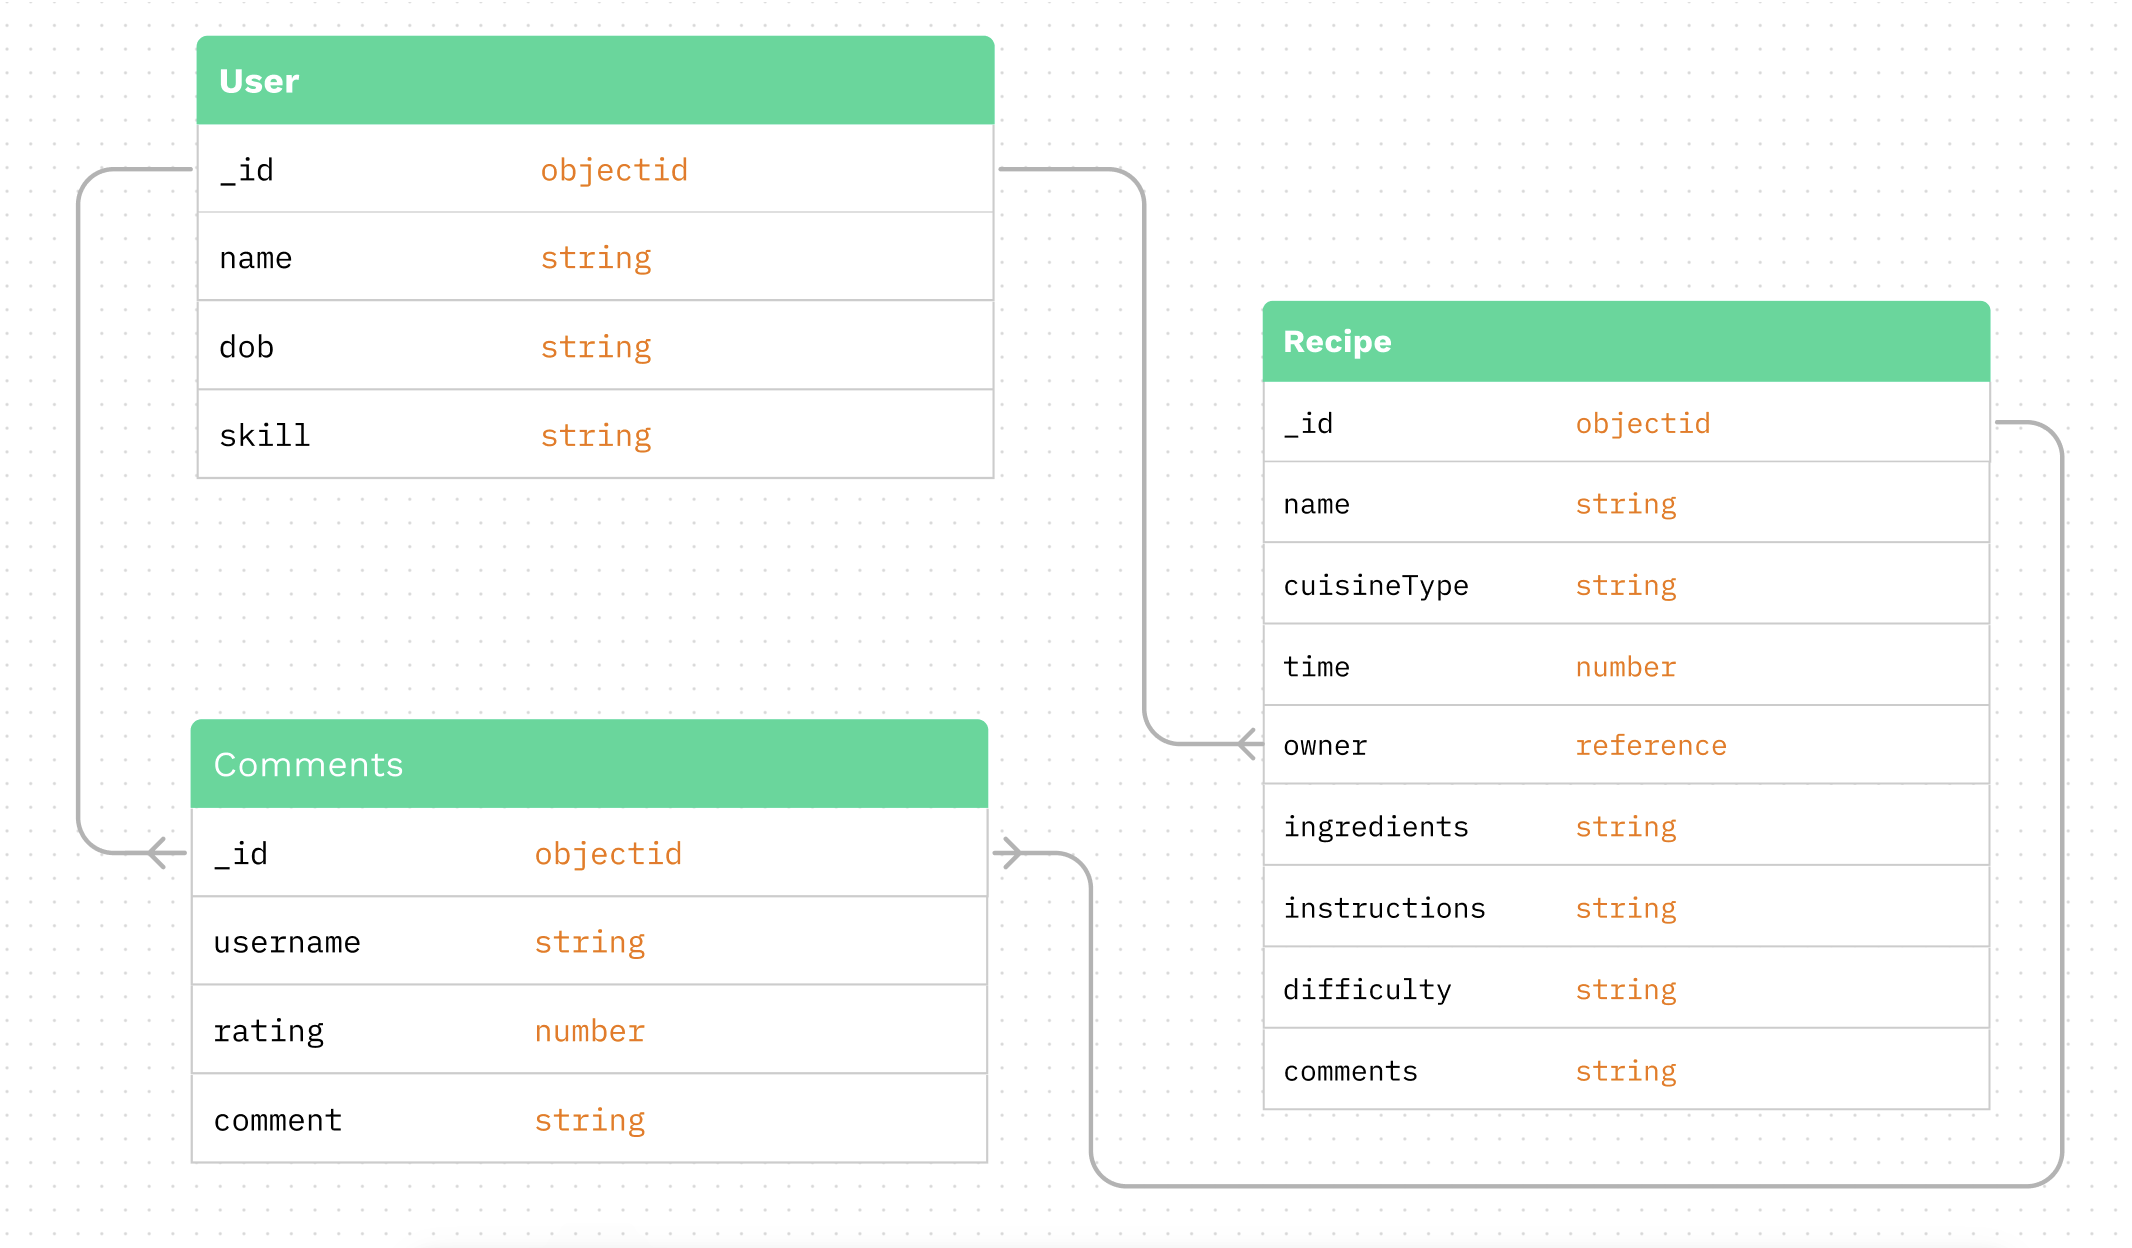 User
_id objectid
name string
dob string
skill string
Recipe
_id objectid
name string
cuisineType string
time number
owner reference
ingredients string
instructions string
difficulty string
comments string
Comments
_id objectid
username string
rating number
comment string